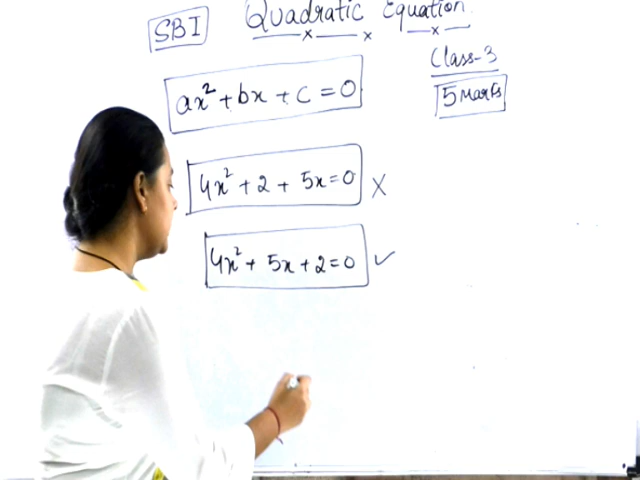 SBI Quadratic Equation
Class-3
5 Marks
ax² + bx + c = 0
4x² + 2 + 5x = 0 ✗
4x² + 5x + 2 = 0 ✓